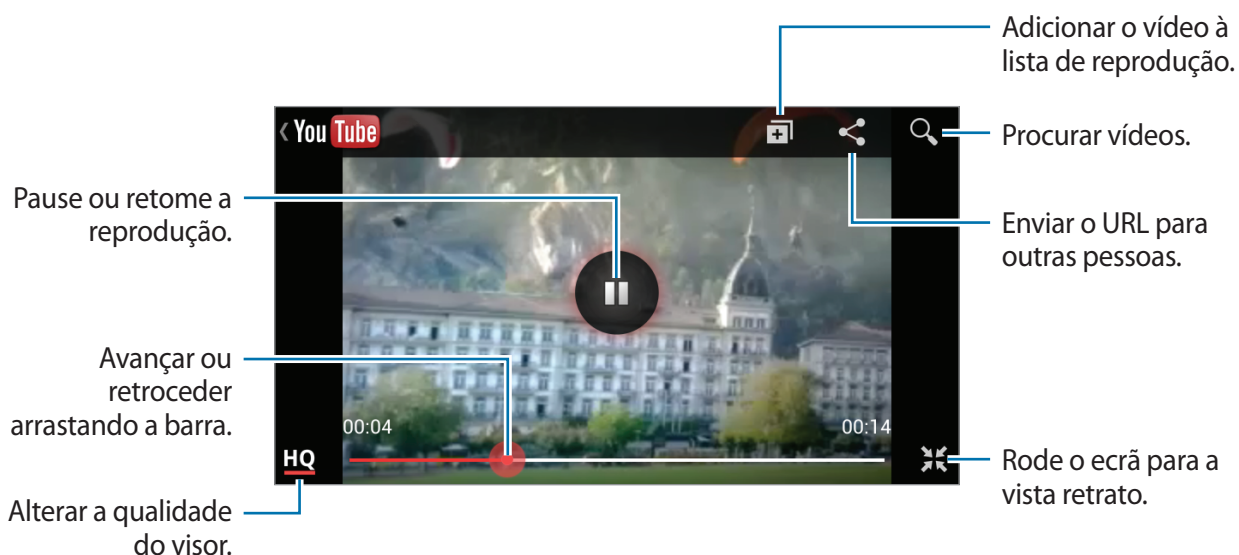 Adicionar o vídeo à
lista de reprodução.
You Tube
Procurar vídeos.
Pause ou retome a
reprodução.
Enviar o URL para
outras pessoas.
Avançar ou
retroceder
arrastando a barra.
00:04
00:14
HQ
Rode o ecrã para a
vista retrato.
Alterar a qualidade
do visor.